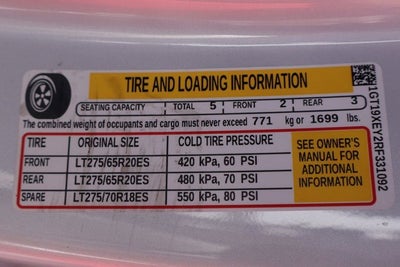 TIRE AND LOADING INFORMATION
SEATING CAPACITY TOTAL 5 FRONT 2 REAR 3
The combined weight of occupants and cargo must never exceed 771 kg or 1699 lbs.
TIRE ORIGINAL SIZE COLD TIRE PRESSURE
FRONT LT275/65R20ES 420 kPa, 60 PSI
REAR LT275/65R20ES 480 kPa, 70 PSI
SPARE LT275/70R18ES 550 kPa, 80 PSI
SEE OWNER'S
MANUAL FOR
ADDITIONAL
INFORMATION
1GT19XEY2RF331092